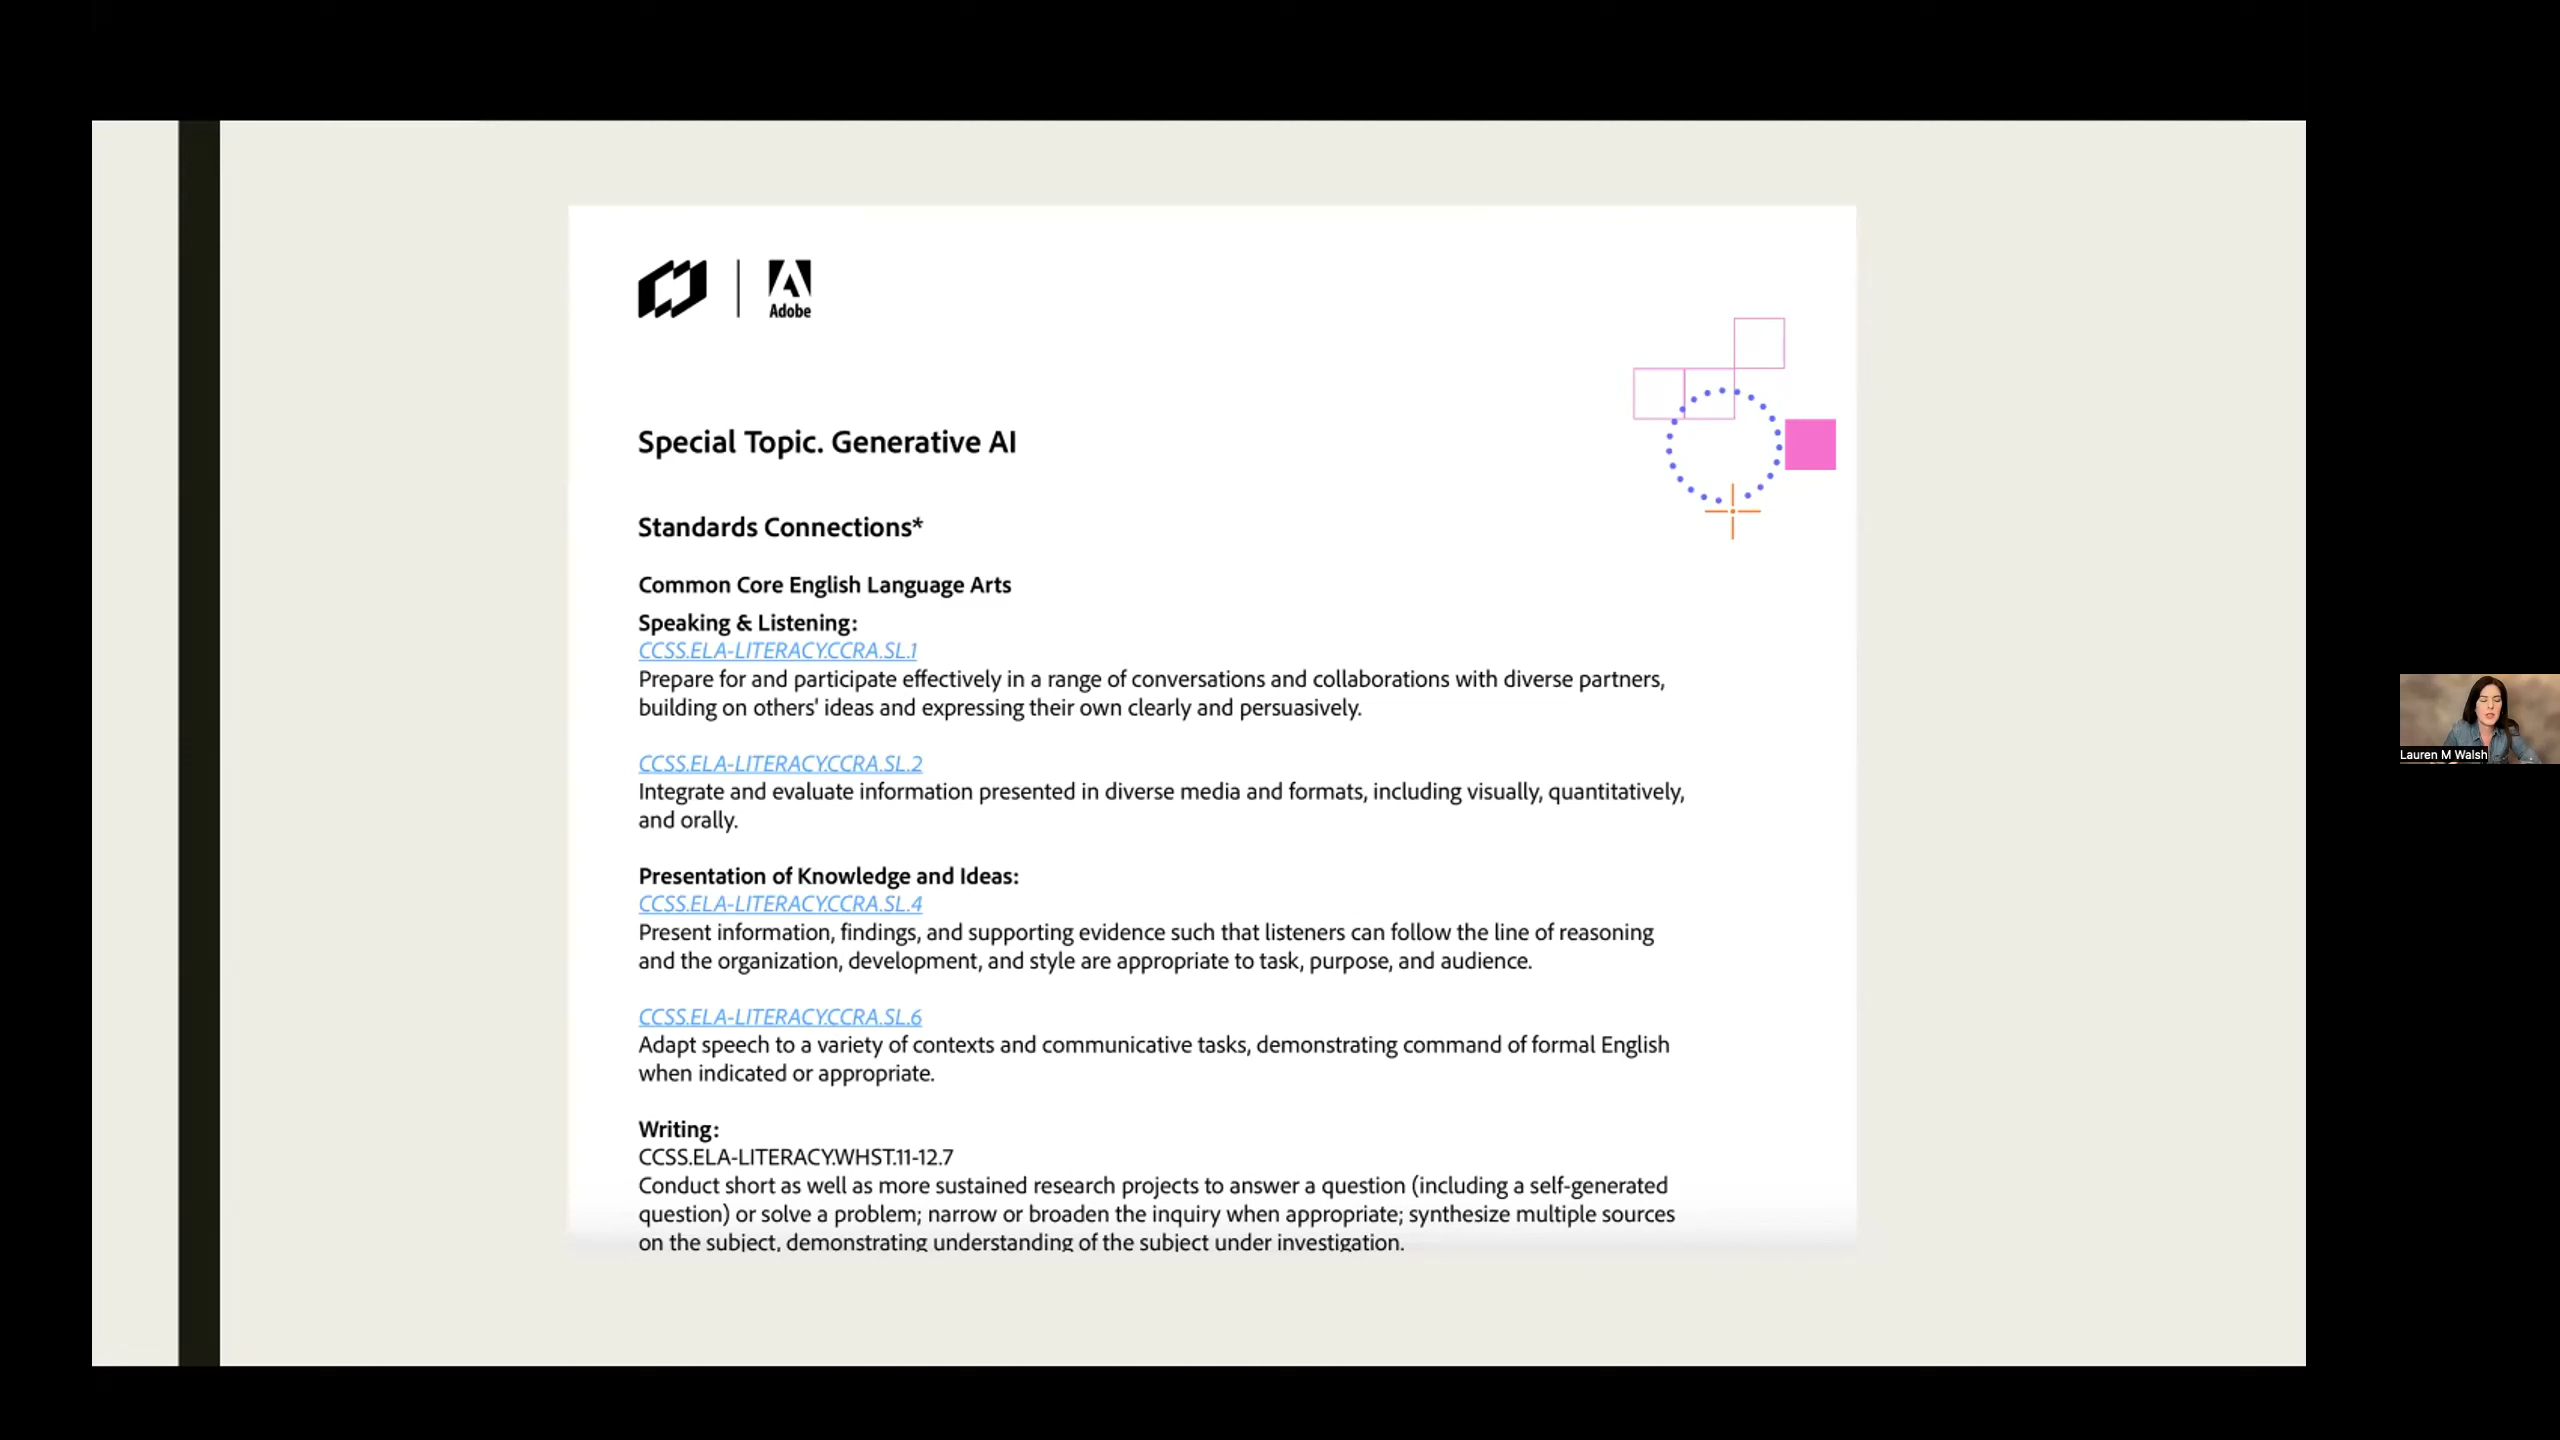 Adobe
Special Topic. Generative AI
Standards Connections*
Common Core English Language Arts
Speaking & Listening:
CCSS.ELA-LITERACY.CCRA.SL.1
Prepare for and participate effectively in a range of conversations and collaborations with diverse partners,
building on others' ideas and expressing their own clearly and persuasively.
CCSS.ELA-LITERACY.CCRA.SL.2
Integrate and evaluate information presented in diverse media and formats, including visually, quantitatively,
and orally.
Presentation of Knowledge and Ideas:
CCSS.ELA-LITERACY.CCRA.SL.4
Present information, findings, and supporting evidence such that listeners can follow the line of reasoning
and the organization, development, and style are appropriate to task, purpose, and audience.
CCSS.ELA-LITERACY.CCRA.SL.6
Adapt speech to a variety of contexts and communicative tasks, demonstrating command of formal English
when indicated or appropriate.
Writing:
CCSS.ELA-LITERACY.WHST.11-12.7
Conduct short as well as more sustained research projects to answer a question (including a self-generated
question) or solve a problem; narrow or broaden the inquiry when appropriate; synthesize multiple sources
on the subject, demonstrating understanding of the subject under investigation.
Lauren M Walsh